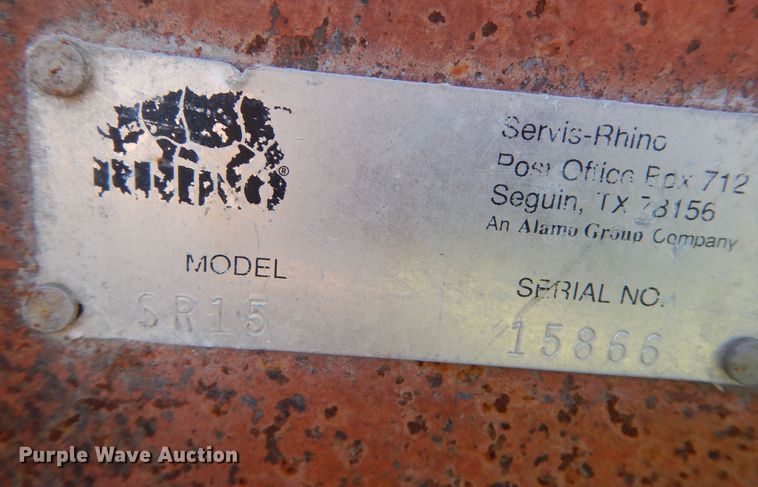 RHINO®
Servis-Rhino
Post Office Box 712
Seguin, TX 78156
An Alamo Group Company
MODEL
SR15
SERIAL NO.
15866
Purple Wave Auction